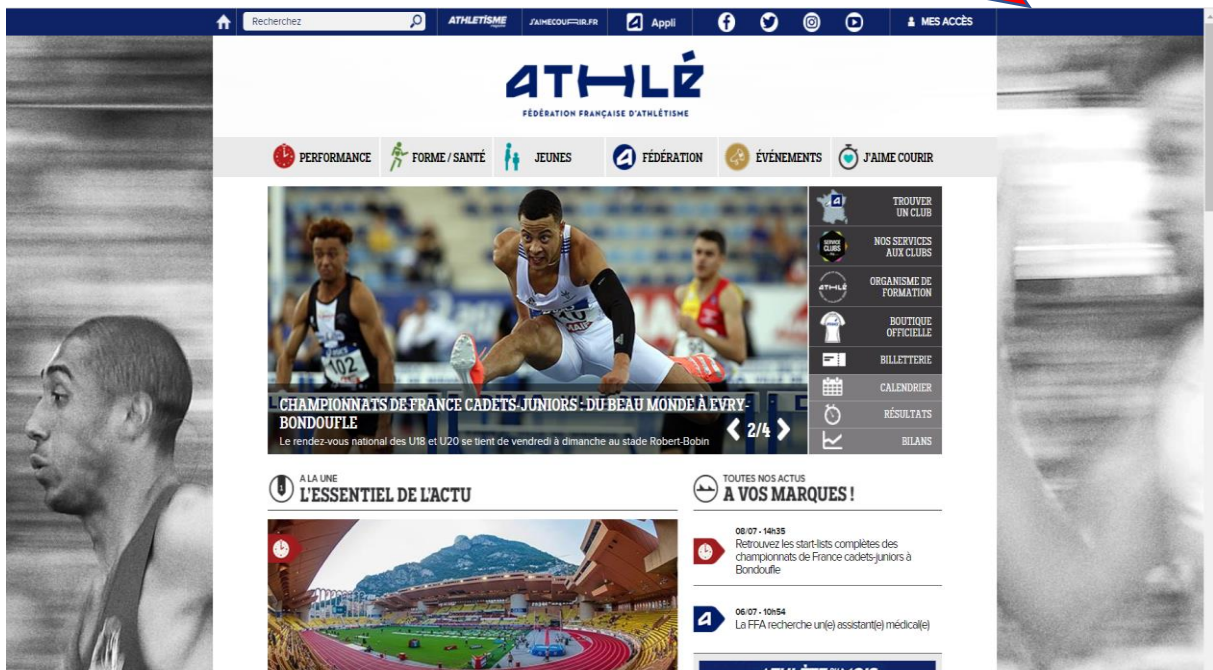 Recherchez
ATHLETISME
J'AIMECOURIR.FR
Appli
MES ACCÈS
ATHLÉ
FÉDÉRATION FRANÇAISE D'ATHLÉTISME
PERFORMANCE
FORME / SANTÉ
JEUNES
FÉDÉRATION
ÉVÉNEMENTS
J'AIME COURIR
102
CHAMPIONNATS DE FRANCE CADETS-JUNIORS : DU BEAU MONDE À EVRY-
BONDOUFLE
Le rendez-vous national des U18 et U20 se tient de vendredi à dimanche au stade Robert-Bobin
2/4
TROUVER
UN CLUB
SERVICE
CLUBS
NOS SERVICES
AUX CLUBS
ATHLÉ
ORGANISME DE
FORMATION
BOUTIQUE
OFFICIELLE
BILLETTERIE
CALENDRIER
RÉSULTATS
BILANS
A LA UNE
L'ESSENTIEL DE L'ACTU
TOUTES NOS ACTUS
A VOS MARQUES !
08/07 - 14h35
Retrouvez les start-lists complètes des
championnats de France cadets-juniors à
Bondoufle
06/07 - 10h54
La FFA recherche un(e) assistant(e) médical(e)